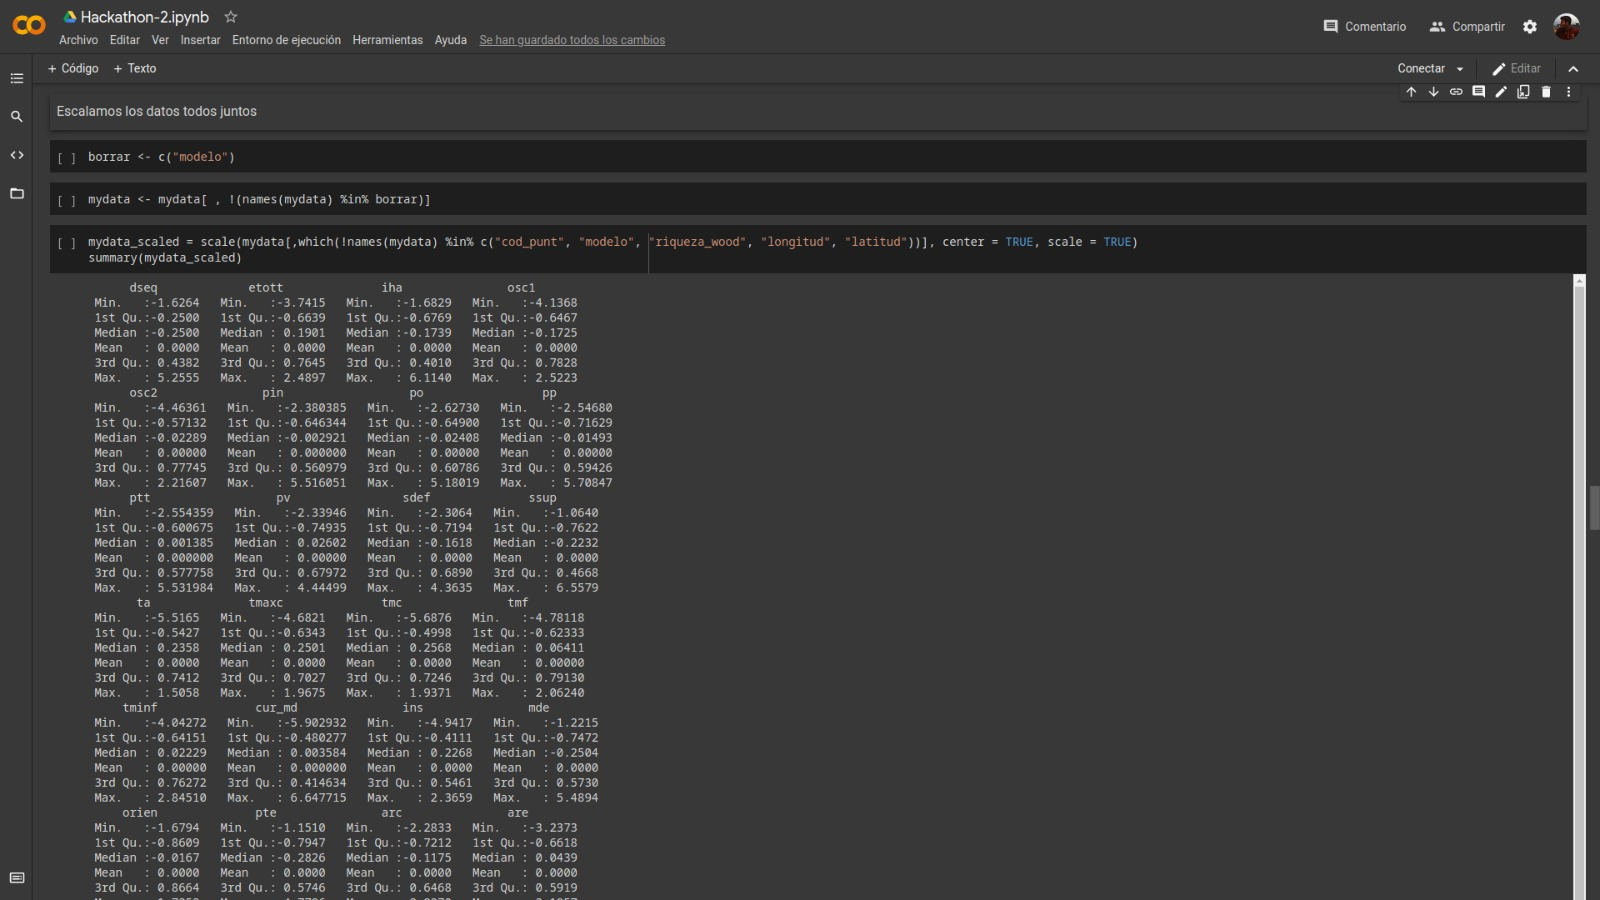 Hackathon-2.ipynb
Archivo Editar Ver Insertar Entorno de ejecución Herramientas Ayuda Se han guardado todos los cambios
Comentario Compartir
+ Código + Texto
Conectar Editar
Escalamos los datos todos juntos
[ ] borrar <- c("modelo")
[ ] mydata <- mydata[ , !(names(mydata) %in% borrar)]
[ ] mydata_scaled = scale(mydata[,which(!names(mydata) %in% c("cod_punt", "modelo", "riqueza_wood", "longitud", "latitud"))], center = TRUE, scale = TRUE)
summary(mydata_scaled)
dseq etott iha osc1
Min. :-1.6264 Min. :-3.7415 Min. :-1.6829 Min. :-4.1368
1st Qu.:-0.2500 1st Qu.:-0.6639 1st Qu.:-0.6769 1st Qu.:-0.6467
Median :-0.2500 Median : 0.1901 Median :-0.1739 Median :-0.1725
Mean : 0.0000 Mean : 0.0000 Mean : 0.0000 Mean : 0.0000
3rd Qu.: 0.4382 3rd Qu.: 0.7645 3rd Qu.: 0.4010 3rd Qu.: 0.7828
Max. : 5.2555 Max. : 2.4897 Max. : 6.1140 Max. : 2.5223
osc2 pin po pp
Min. :-4.46361 Min. :-2.380385 Min. :-2.62730 Min. :-2.54680
1st Qu.:-0.57132 1st Qu.:-0.646344 1st Qu.:-0.64900 1st Qu.:-0.71629
Median :-0.02289 Median :-0.002921 Median :-0.02408 Median :-0.01493
Mean : 0.00000 Mean : 0.000000 Mean : 0.00000 Mean : 0.00000
3rd Qu.: 0.77745 3rd Qu.: 0.560979 3rd Qu.: 0.60786 3rd Qu.: 0.59426
Max. : 2.21607 Max. : 5.516051 Max. : 5.18019 Max. : 5.70847
ptt pv sdef ssup
Min. :-2.554359 Min. :-2.33946 Min. :-2.3064 Min. :-1.0640
1st Qu.:-0.600675 1st Qu.:-0.74935 1st Qu.:-0.7194 1st Qu.:-0.7622
Median : 0.001385 Median : 0.02602 Median :-0.1618 Median :-0.2232
Mean : 0.000000 Mean : 0.00000 Mean : 0.0000 Mean : 0.0000
3rd Qu.: 0.577758 3rd Qu.: 0.67972 3rd Qu.: 0.6890 3rd Qu.: 0.4668
Max. : 5.531984 Max. : 4.44499 Max. : 4.3635 Max. : 6.5579
ta tmaxc tmc tmf
Min. :-5.5165 Min. :-4.6821 Min. :-5.6876 Min. :-4.78118
1st Qu.:-0.5427 1st Qu.:-0.6343 1st Qu.:-0.4998 1st Qu.:-0.62333
Median : 0.2358 Median : 0.2501 Median : 0.2568 Median : 0.06411
Mean : 0.0000 Mean : 0.0000 Mean : 0.0000 Mean : 0.00000
3rd Qu.: 0.7412 3rd Qu.: 0.7027 3rd Qu.: 0.7246 3rd Qu.: 0.79130
Max. : 1.5058 Max. : 1.9675 Max. : 1.9371 Max. : 2.06240
tminf cur_md ins mde
Min. :-4.04272 Min. :-5.902932 Min. :-4.9417 Min. :-1.2215
1st Qu.:-0.64151 1st Qu.:-0.480277 1st Qu.:-0.4111 1st Qu.:-0.7472
Median : 0.02229 Median : 0.003584 Median : 0.2268 Median :-0.2504
Mean : 0.00000 Mean : 0.000000 Mean : 0.0000 Mean : 0.0000
3rd Qu.: 0.76272 3rd Qu.: 0.414634 3rd Qu.: 0.5461 3rd Qu.: 0.5730
Max. : 2.84510 Max. : 6.647715 Max. : 2.3659 Max. : 5.4894
orien pte arc are
Min. :-1.6794 Min. :-1.1510 Min. :-2.2833 Min. :-3.2373
1st Qu.:-0.8609 1st Qu.:-0.7947 1st Qu.:-0.7212 1st Qu.:-0.6618
Median :-0.0167 Median :-0.2826 Median :-0.1175 Median : 0.0439
Mean : 0.0000 Mean : 0.0000 Mean : 0.0000 Mean : 0.0000
3rd Qu.: 0.8664 3rd Qu.: 0.5746 3rd Qu.: 0.6468 3rd Qu.: 0.5919